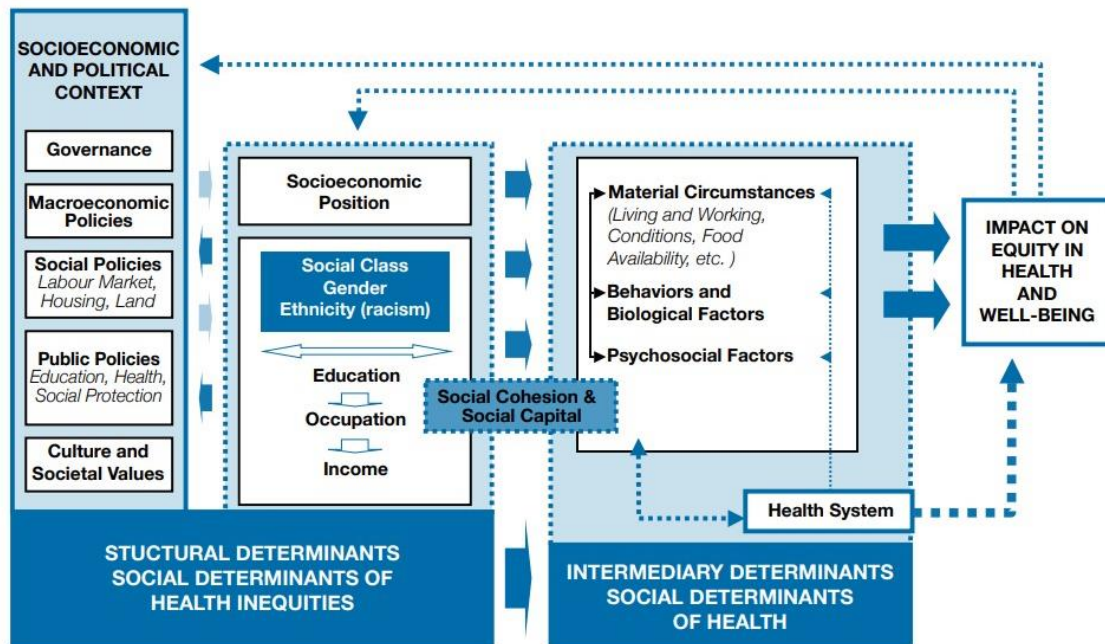 SOCIOECONOMIC
AND POLITICAL
CONTEXT
Governance
Macroeconomic
Policies
Social Policies
Labour Market,
Housing, Land
Public Policies
Education, Health,
Social Protection
Culture and
Societal Values
Socioeconomic
Position
Social Class
Gender
Ethnicity (racism)
Education
Occupation
Income
Social Cohesion &
Social Capital
Material Circumstances
(Living and Working,
Conditions, Food
Availability, etc. )
Behaviors and
Biological Factors
Psychosocial Factors
Health System
IMPACT ON
EQUITY IN
HEALTH
AND
WELL-BEING
STUCTURAL DETERMINANTS
SOCIAL DETERMINANTS OF
HEALTH INEQUITIES
INTERMEDIARY DETERMINANTS
SOCIAL DETERMINANTS
OF HEALTH